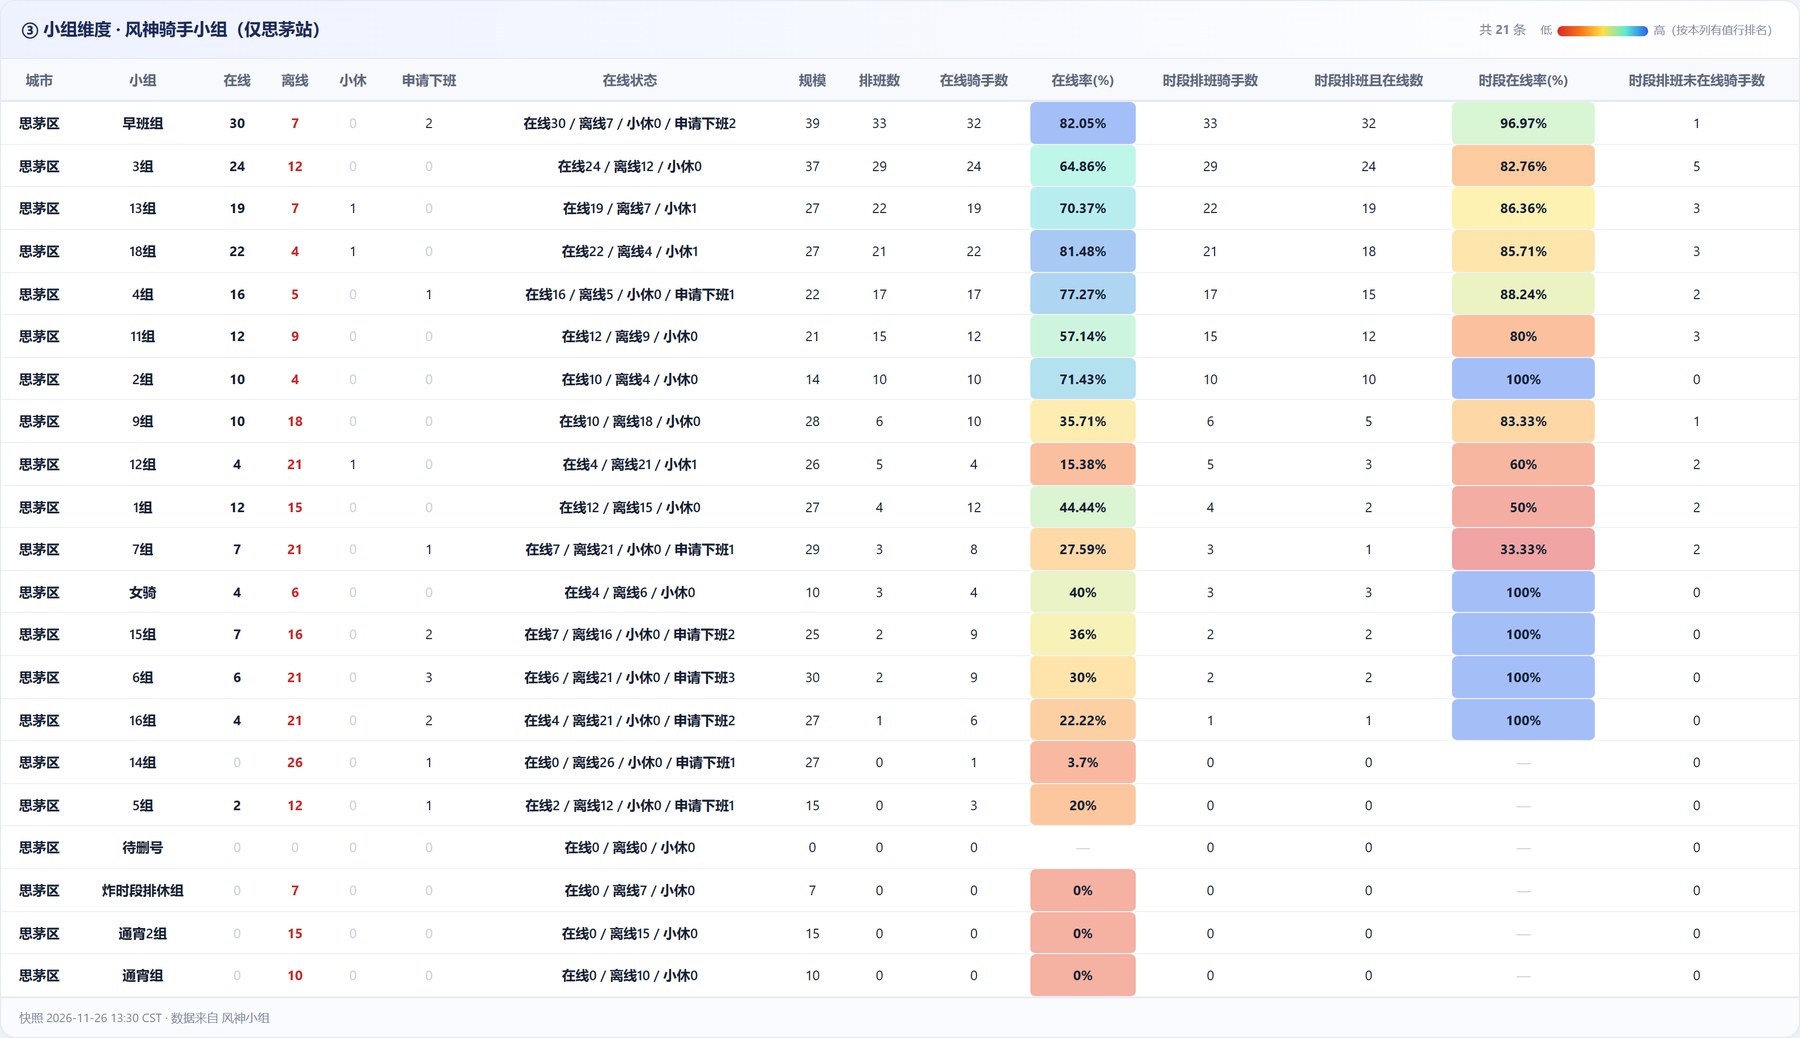 ③ 小组维度 · 风神骑手小组（仅思茅站）
共 21 条 低 高 (按本列有值行排名)
城市 小组 在线 离线 小休 申请下班 在线状态 规模 排班数 在线骑手数 在线率(%) 时段排班骑手数 时段排班且在线数 时段在线率(%) 时段排班未在线骑手数
思茅区 早班组 30 7 0 2 在线30 / 离线7 / 小休0 / 申请下班2 39 33 32 82.05% 33 32 96.97% 1
思茅区 3组 24 12 0 0 在线24 / 离线12 / 小休0 37 29 24 64.86% 29 24 82.76% 5
思茅区 13组 19 7 1 0 在线19 / 离线7 / 小休1 27 22 19 70.37% 22 19 86.36% 3
思茅区 18组 22 4 1 0 在线22 / 离线4 / 小休1 27 21 22 81.48% 21 18 85.71% 3
思茅区 4组 16 5 0 1 在线16 / 离线5 / 小休0 / 申请下班1 22 17 17 77.27% 17 15 88.24% 2
思茅区 11组 12 9 0 0 在线12 / 离线9 / 小休0 21 15 12 57.14% 15 12 80% 3
思茅区 2组 10 4 0 0 在线10 / 离线4 / 小休0 14 10 10 71.43% 10 10 100% 0
思茅区 9组 10 18 0 0 在线10 / 离线18 / 小休0 28 6 10 35.71% 6 5 83.33% 1
思茅区 12组 4 21 1 0 在线4 / 离线21 / 小休1 26 5 4 15.38% 5 3 60% 2
思茅区 1组 12 15 0 0 在线12 / 离线15 / 小休0 27 4 12 44.44% 4 2 50% 2
思茅区 7组 7 21 0 1 在线7 / 离线21 / 小休0 / 申请下班1 29 3 8 27.59% 3 1 33.33% 2
思茅区 女骑 4 6 0 0 在线4 / 离线6 / 小休0 10 3 4 40% 3 3 100% 0
思茅区 15组 7 16 0 2 在线7 / 离线16 / 小休0 / 申请下班2 25 2 9 36% 2 2 100% 0
思茅区 6组 6 21 0 3 在线6 / 离线21 / 小休0 / 申请下班3 30 2 9 30% 2 2 100% 0
思茅区 16组 4 21 0 2 在线4 / 离线21 / 小休0 / 申请下班2 27 1 6 22.22% 1 1 100% 0
思茅区 14组 0 26 0 1 在线0 / 离线26 / 小休0 / 申请下班1 27 0 1 3.7% 0 0 — 0
思茅区 5组 2 12 0 1 在线2 / 离线12 / 小休0 / 申请下班1 15 0 3 20% 0 0 — 0
思茅区 待删号 0 0 0 0 在线0 / 离线0 / 小休0 0 0 0 — 0 0 — 0
思茅区 炸时段排休组 0 7 0 0 在线0 / 离线7 / 小休0 7 0 0 0% 0 0 — 0
思茅区 通宵2组 0 15 0 0 在线0 / 离线15 / 小休0 15 0 0 0% 0 0 — 0
思茅区 通宵组 0 10 0 0 在线0 / 离线10 / 小休0 10 0 0 0% 0 0 — 0
快照 2026-11-26 13:30 CST · 数据来自 风神小组